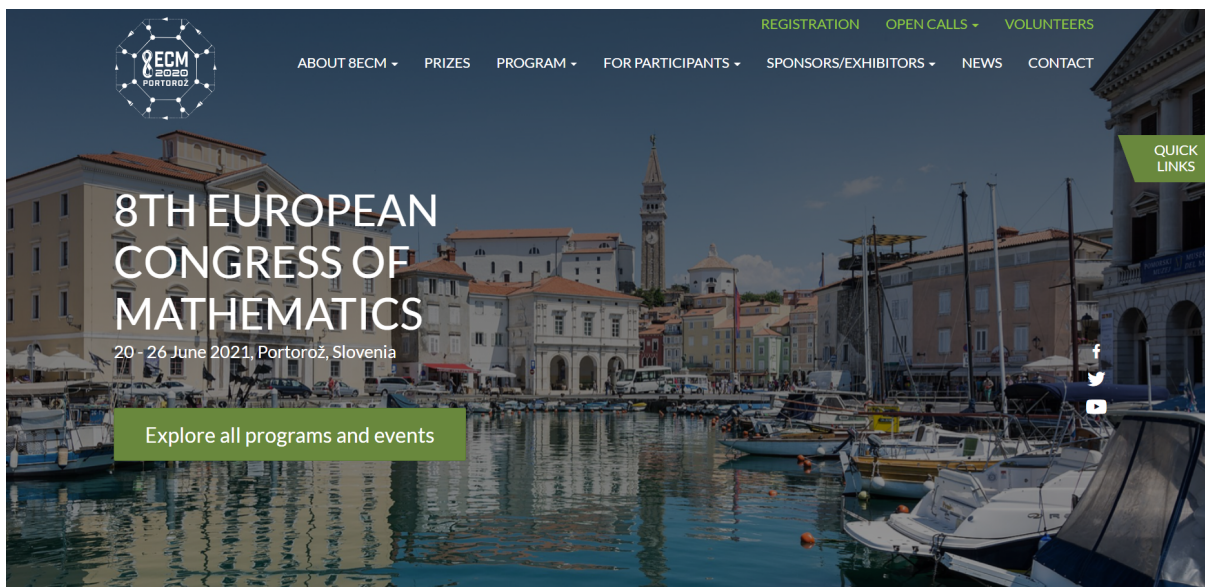 REGISTRATION OPEN CALLS VOLUNTEERS
8ECM
2020
PORTOROŽ
ABOUT 8ECM PRIZES PROGRAM FOR PARTICIPANTS SPONSORS/EXHIBITORS NEWS CONTACT
QUICK
LINKS
8TH EUROPEAN
CONGRESS OF
MATHEMATICS
20 - 26 June 2021, Portorož, Slovenia
Explore all programs and events